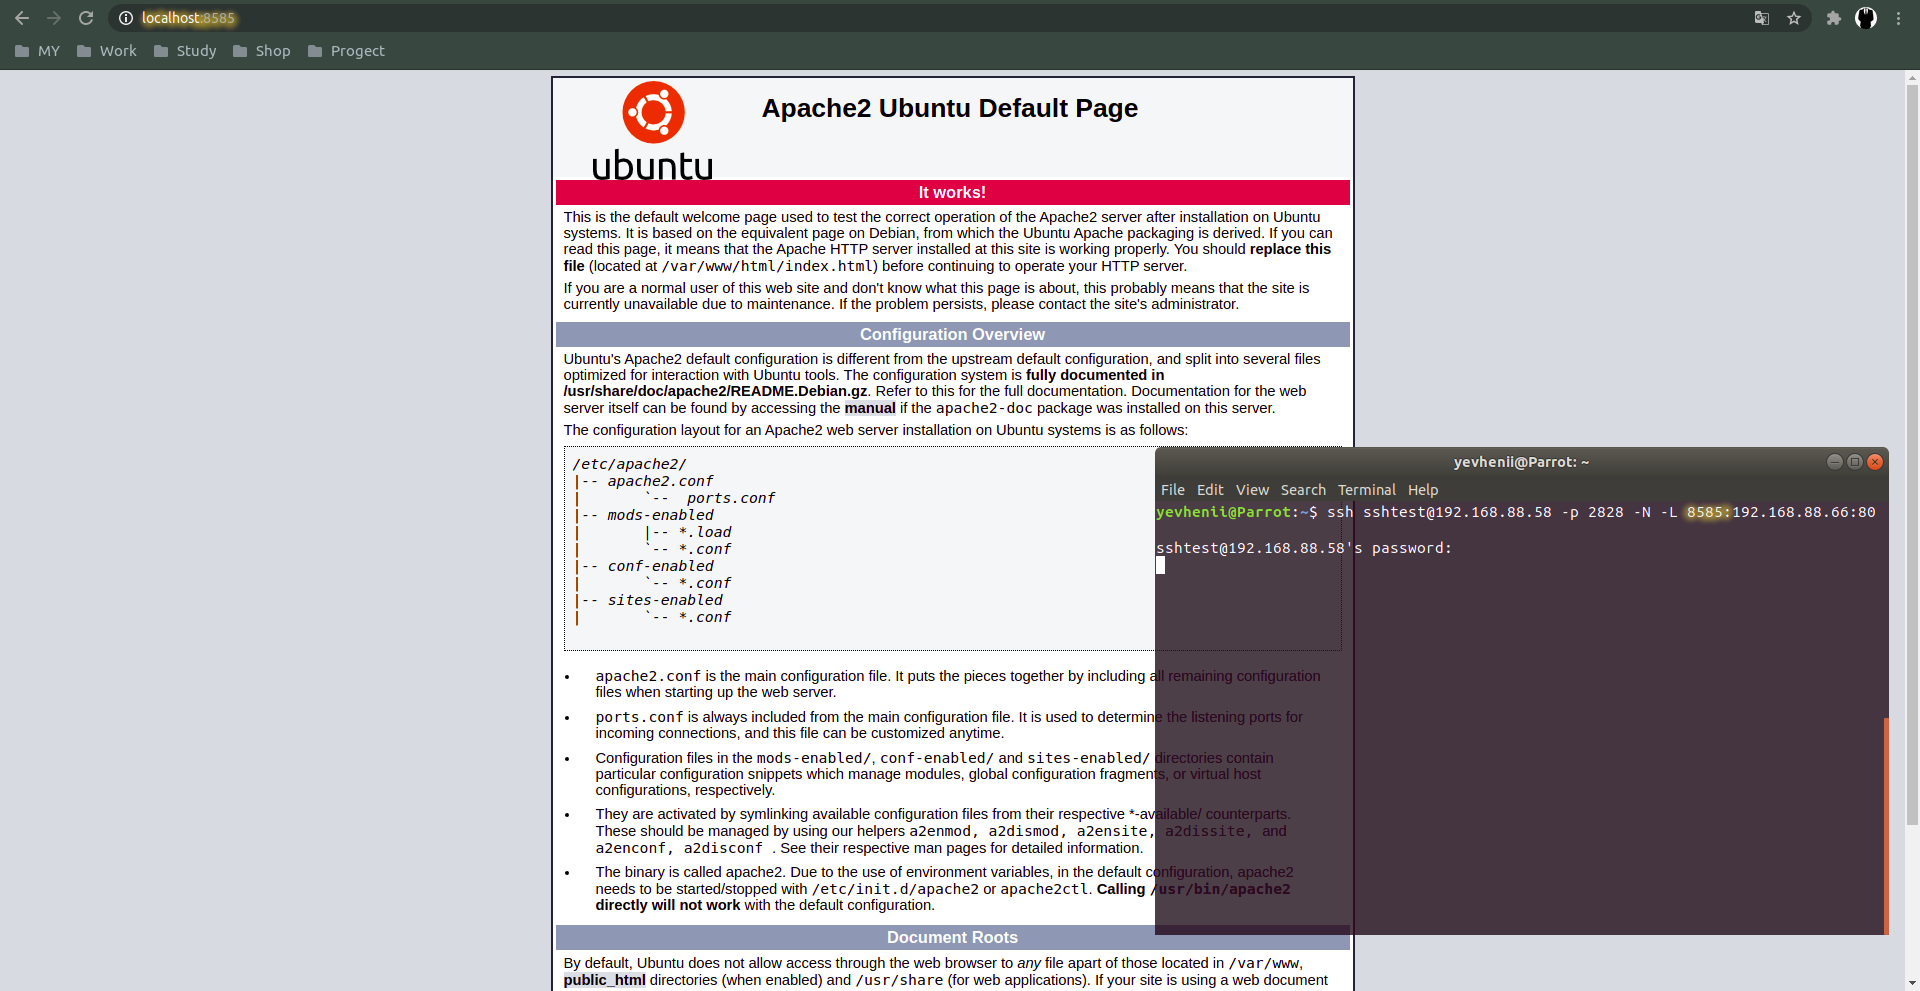 localhost:8585
MY Work Study Shop Progect
ubuntu
Apache2 Ubuntu Default Page
It works!
This is the default welcome page used to test the correct operation of the Apache2 server after installation on Ubuntu
systems. It is based on the equivalent page on Debian, from which the Ubuntu Apache packaging is derived. If you can
read this page, it means that the Apache HTTP server installed at this site is working properly. You should replace this
file (located at /var/www/html/index.html) before continuing to operate your HTTP server.
If you are a normal user of this web site and don't know what this page is about, this probably means that the site is
currently unavailable due to maintenance. If the problem persists, please contact the site's administrator.
Configuration Overview
Ubuntu's Apache2 default configuration is different from the upstream default configuration, and split into several files
optimized for interaction with Ubuntu tools. The configuration system is fully documented in
/usr/share/doc/apache2/README.Debian.gz. Refer to this for the full documentation. Documentation for the web
server itself can be found by accessing the manual if the apache2-doc package was installed on this server.
The configuration layout for an Apache2 web server installation on Ubuntu systems is as follows:
/etc/apache2/
|-- apache2.conf
|       `--  ports.conf
|-- mods-enabled
|       |-- *.load
|       `-- *.conf
|-- conf-enabled
|       `-- *.conf
|-- sites-enabled
|       `-- *.conf
• apache2.conf is the main configuration file. It puts the pieces together by including all remaining configuration
files when starting up the web server.
• ports.conf is always included from the main configuration file. It is used to determine the listening ports for
incoming connections, and this file can be customized anytime.
• Configuration files in the mods-enabled/, conf-enabled/ and sites-enabled/ directories contain
particular configuration snippets which manage modules, global configuration fragments, or virtual host
configurations, respectively.
• They are activated by symlinking available configuration files from their respective *-available/ counterparts.
These should be managed by using our helpers a2enmod, a2dismod, a2ensite, a2dissite, and
a2enconf, a2disconf . See their respective man pages for detailed information.
• The binary is called apache2. Due to the use of environment variables, in the default configuration, apache2
needs to be started/stopped with /etc/init.d/apache2 or apache2ctl. Calling /usr/bin/apache2
directly will not work with the default configuration.
Document Roots
By default, Ubuntu does not allow access through the web browser to any file apart of those located in /var/www,
public_html directories (when enabled) and /usr/share (for web applications). If your site is using a web document
yevhenii@Parrot: ~
File Edit View Search Terminal Help
yevhenii@Parrot:~$ ssh sshtest@192.168.88.58 -p 2828 -N -L 8585:192.168.88.66:80
sshtest@192.168.88.58's password: